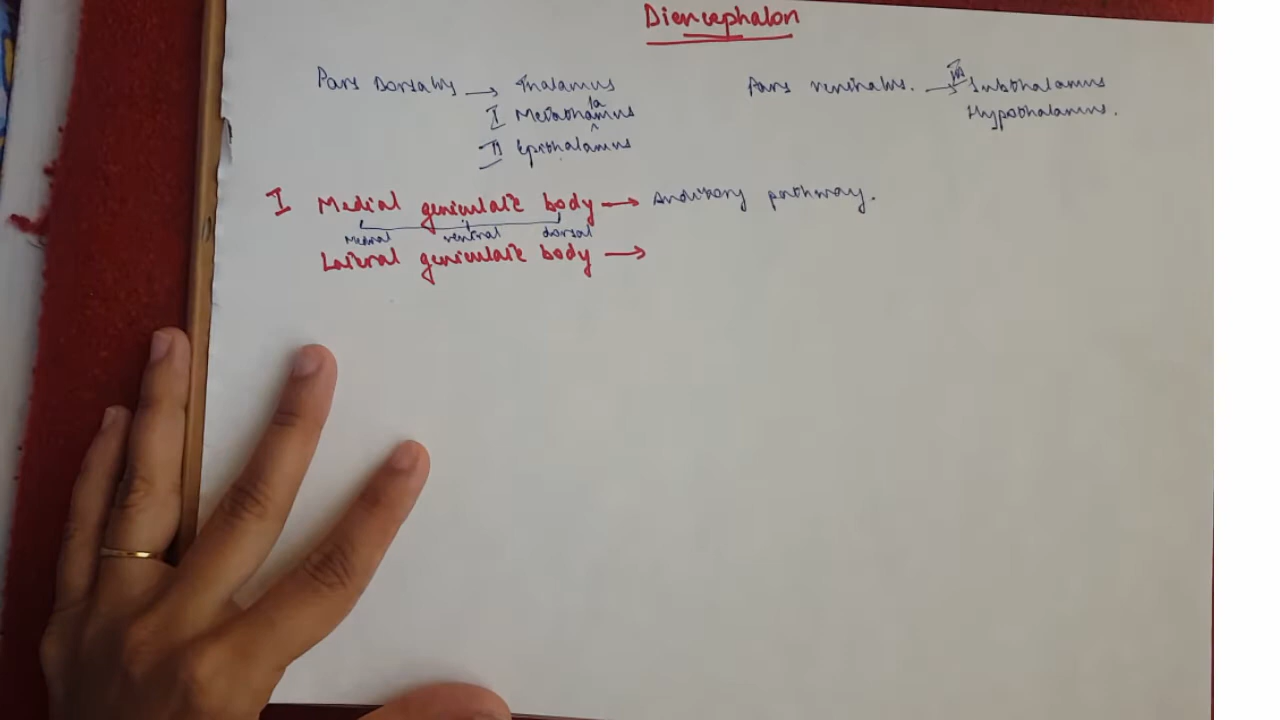 Diencephalon
Pars Dorsalis → Thalamus
I Metathalamus
II Epithalamus
Pars ventralis. → III Subthalamus
Hypothalamus.
I Medial geniculate body → Auditory pathway.
medial ventral dorsal
Lateral geniculate body →